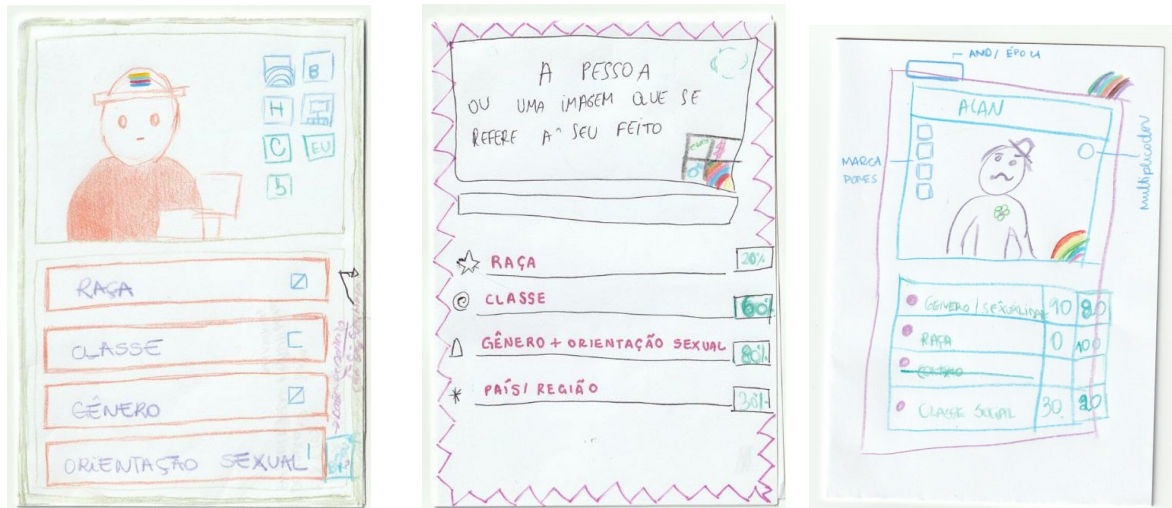 B
H
C
EU
5
RAÇA
CLASSE
C
GÊNERO
ORIENTAÇÃO SEXUAL
A PESSOA
OU UMA IMAGEM QUE SE
REFERE A^ SEU FEITO
RAÇA 20%
CLASSE 60%
GÊNERO + ORIENTAÇÃO SEXUAL 80%
PAÍS/ REGIÃO 30%
ANO/ ÉPOCA
ALAN
MARCA
multiplicador
GÊNERO/SEXUALIDADE 90 80
RAÇA 0 100
CLASSE SOCIAL 30 20